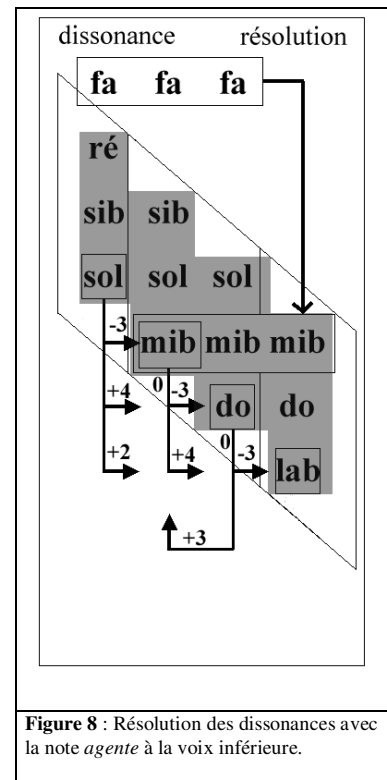 dissonance résolution
fa fa fa
ré
sib sib
sol sol sol
-3
mib mib mib
+4 0 -3
do do
+2 +4 0 -3
lab
+3
Figure 8 : Résolution des dissonances avec
la note agente à la voix inférieure.